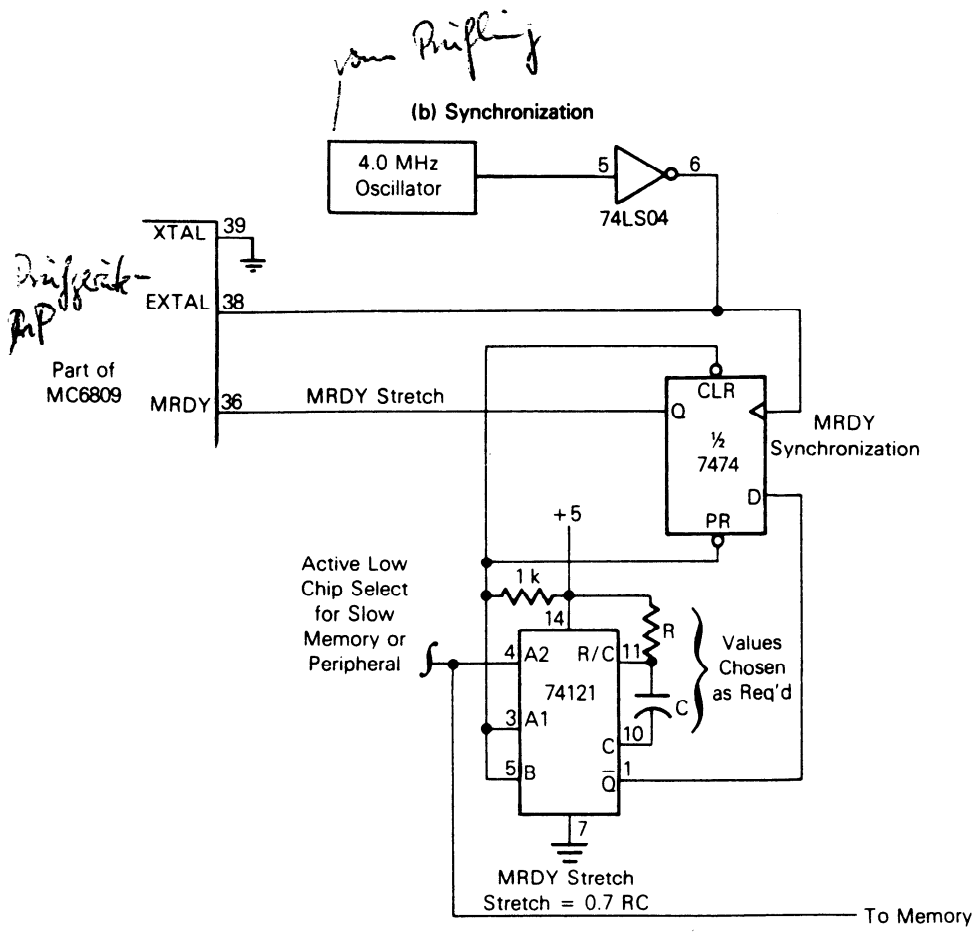 vom Prüfling
(b) Synchronization
4.0 MHz
Oscillator
5
6
74LS04
XTAL
39
Prüfgeräte-
µP
EXTAL
38
Part of
MC6809
MRDY
36
MRDY Stretch
CLR
Q
½
7474
D
PR
MRDY
Synchronization
+5
1 k
14
Active Low
Chip Select
for Slow
Memory or
Peripheral
4
A2
R/C
11
R
74121
C
Values
Chosen
as Req'd
3
A1
C
10
5
B
Q̅
1
7
MRDY Stretch
Stretch = 0.7 RC
To Memory